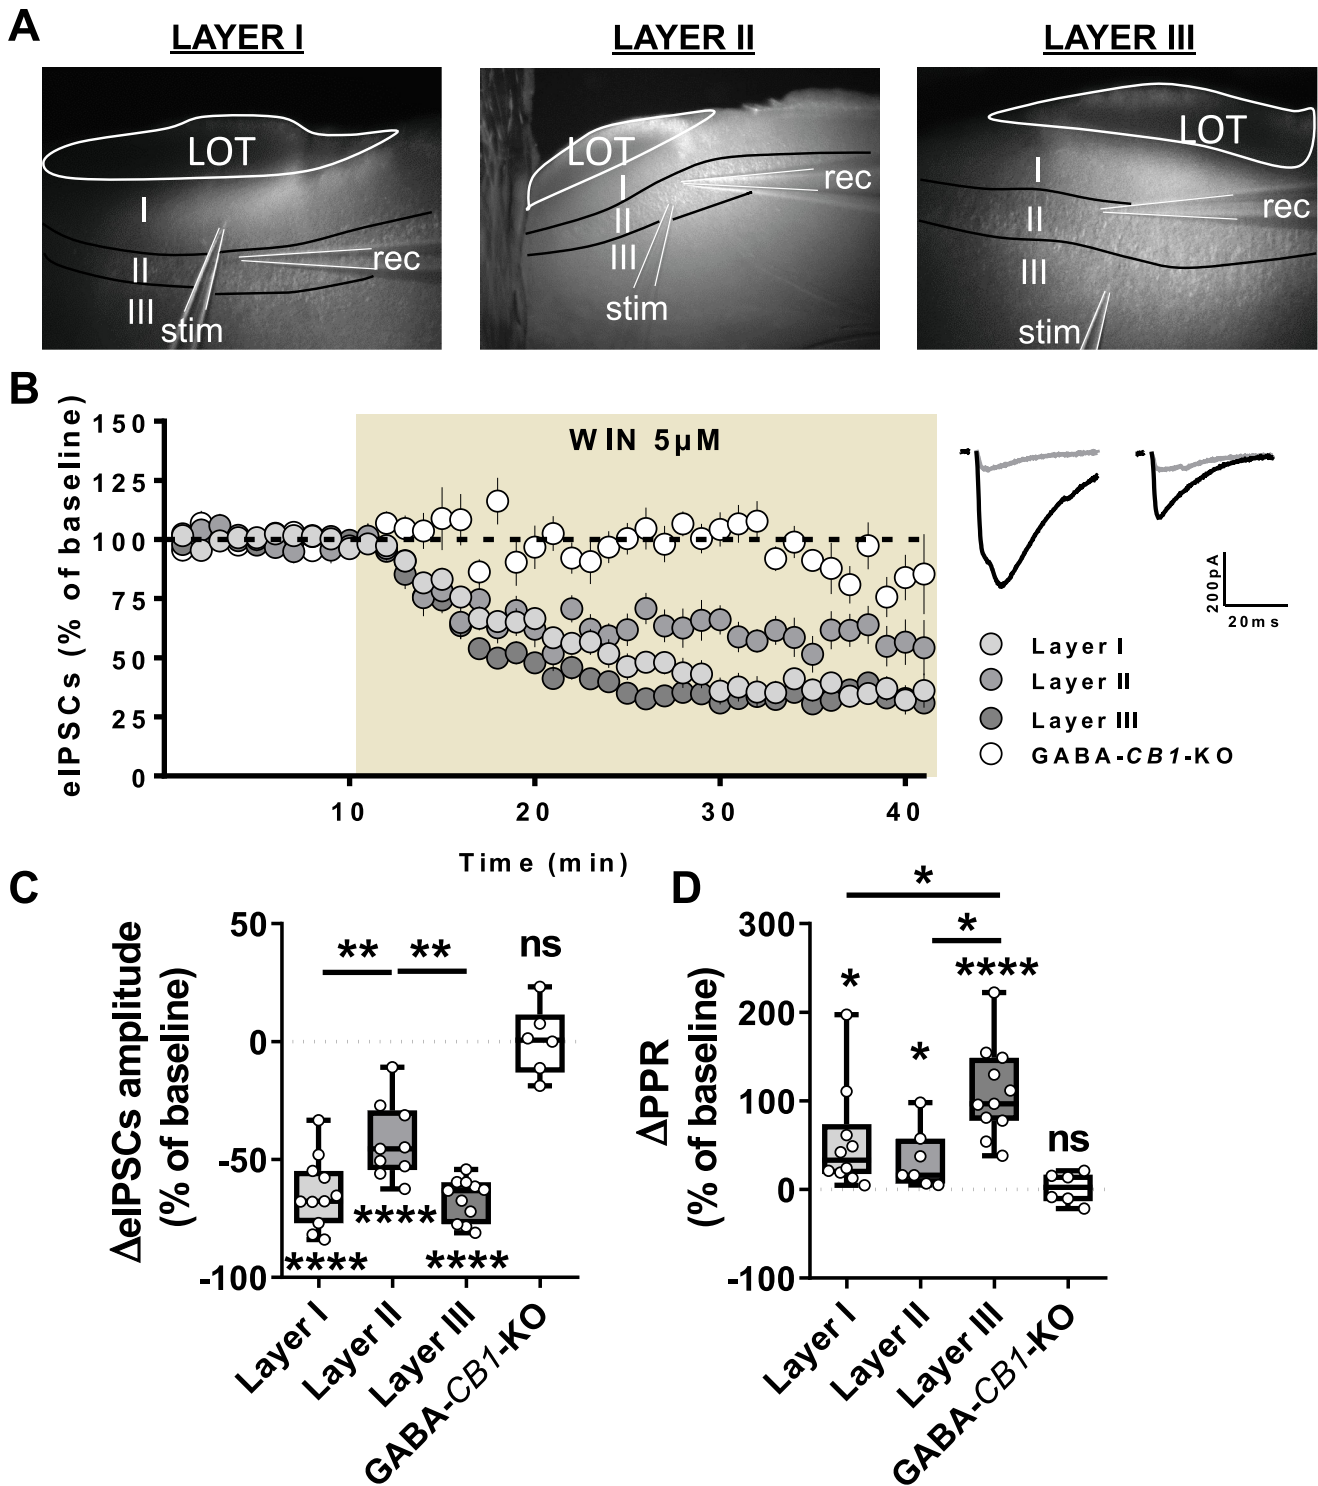 A
LAYER I
LAYER II
LAYER III
LOT
I
II
III
rec
stim
LOT
I
II
III
rec
stim
LOT
I
II
III
rec
stim
B
eIPSCs (% of baseline)
150
125
100
75
50
25
0
WIN 5µM
10
20
30
40
Time (min)
200pA
20ms
Layer I
Layer II
Layer III
GABA-CB1-KO
C
ΔeIPSCs amplitude
(% of baseline)
50
0
-50
-100
**
**
ns
****
****
****
Layer I
Layer II
Layer III
GABA-CB1-KO
D
ΔPPR
(% of baseline)
300
200
100
0
-100
*
*
*
*
****
ns
Layer I
Layer II
Layer III
GABA-CB1-KO